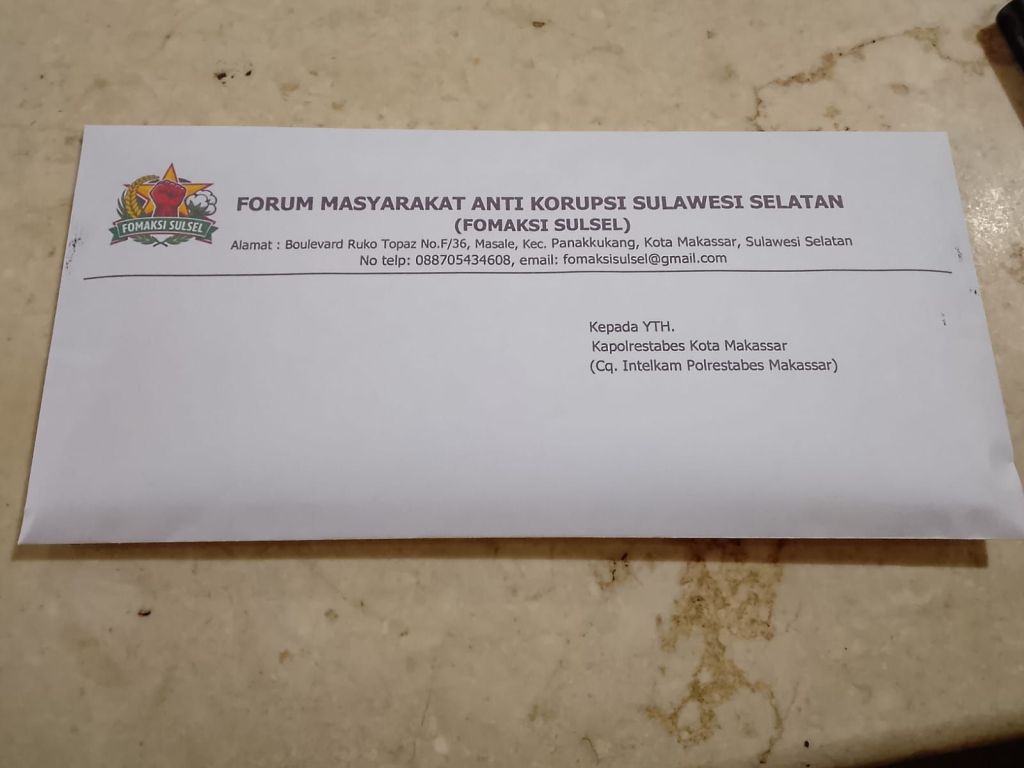 FOMAKSI SULSEL
FORUM MASYARAKAT ANTI KORUPSI SULAWESI SELATAN
(FOMAKSI SULSEL)
Alamat : Boulevard Ruko Topaz No.F/36, Masale, Kec. Panakkukang, Kota Makassar, Sulawesi Selatan
No telp: 088705434608, email: fomaksisulsel@gmail.com
Kepada YTH.
Kapolrestabes Kota Makassar
(Cq. Intelkam Polrestabes Makassar)